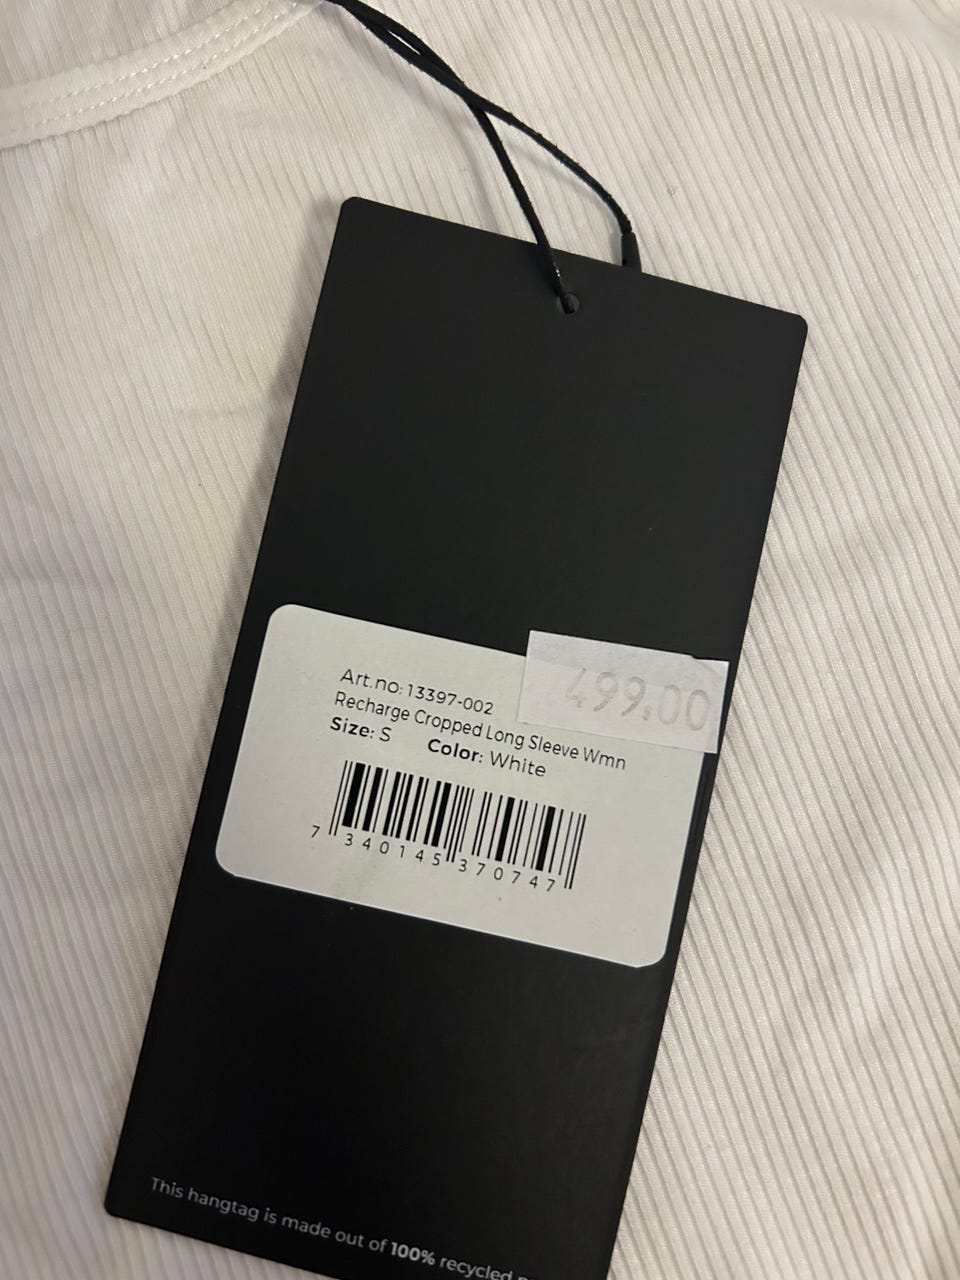 499.00
Art.no: 13397-002
Recharge Cropped Long Sleeve Wmn
Size: S Color: White
7 340145 370747
This hangtag is made out of 100% recycled